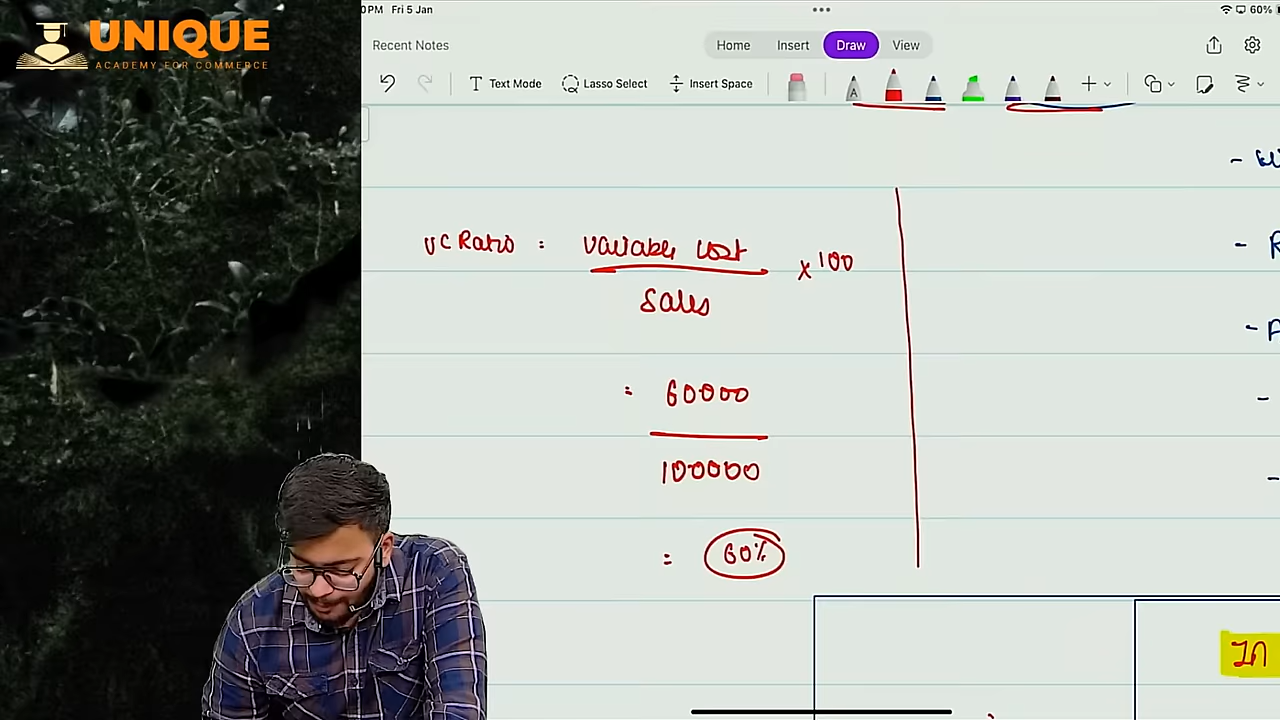 UNIQUE
ACADEMY FOR COMMERCE
PM Fri 5 Jan
60%
Recent Notes
Home Insert Draw View
Text Mode Lasso Select Insert Space
VC Ratio = Variable Cost × 100
Sales
= 60000
100000
= 60%
In